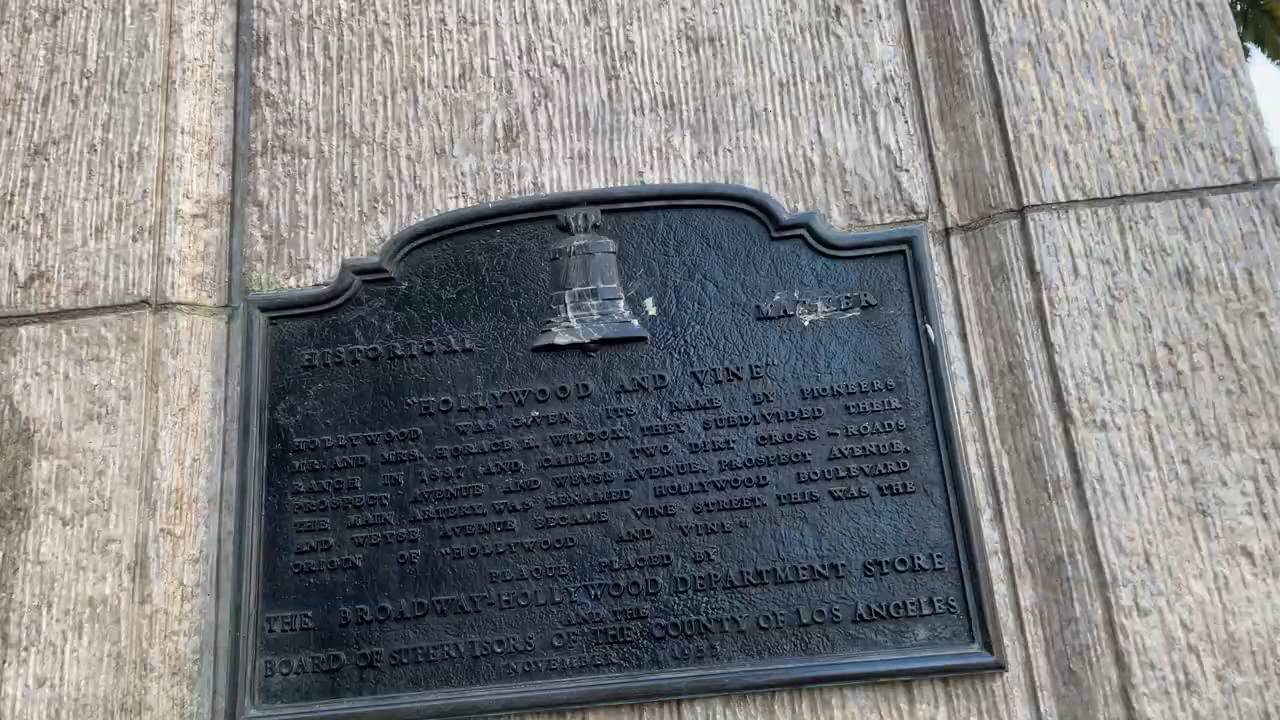 HISTORICAL MARKER
"HOLLYWOOD AND VINE"
HOLLYWOOD WAS GIVEN ITS NAME BY PIONEERS
MR. AND MRS. HORACE H. WILCOX. THEY SUBDIVIDED THEIR
RANCH IN 1887 AND CALLED TWO DIRT CROSS-ROADS
PROSPECT AVENUE AND WEYSE AVENUE. PROSPECT AVENUE,
THE MAIN ARTERY, WAS RENAMED HOLLYWOOD BOULEVARD
AND WEYSE AVENUE BECAME VINE STREET. THIS WAS THE
ORIGIN OF "HOLLYWOOD AND VINE"
PLAQUE PLACED BY
THE BROADWAY-HOLLYWOOD DEPARTMENT STORE
AND THE
BOARD OF SUPERVISORS OF THE COUNTY OF LOS ANGELES
NOVEMBER